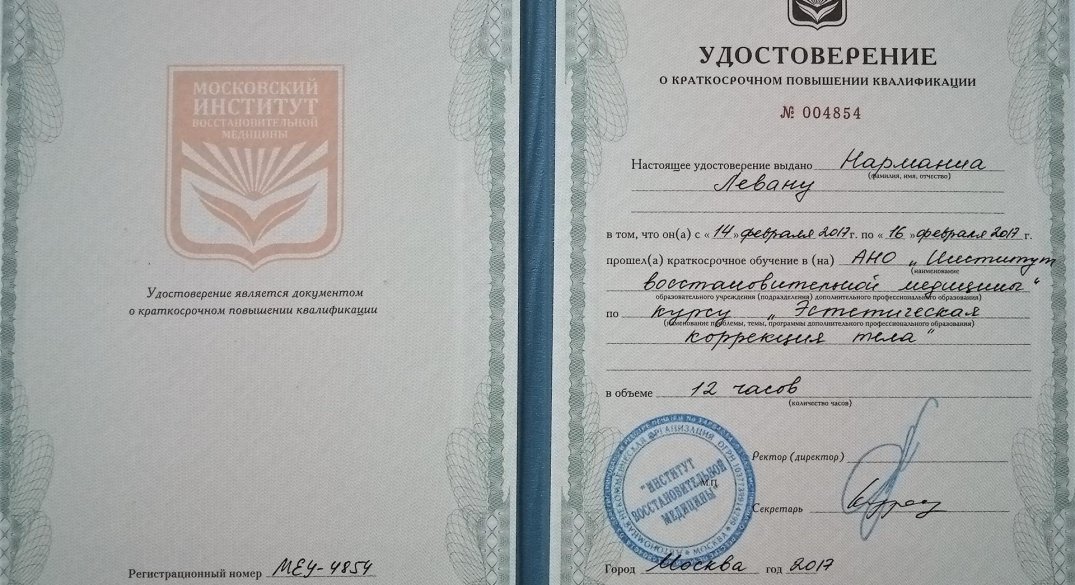 МОСКОВСКИЙ
ИНСТИТУТ
ВОССТАНОВИТЕЛЬНОЙ
МЕДИЦИНЫ
Удостоверение является документом
о краткосрочном повышении квалификации
Регистрационный номер МЕУ-4854
УДОСТОВЕРЕНИЕ
О КРАТКОСРОЧНОМ ПОВЫШЕНИИ КВАЛИФИКАЦИИ
№ 004854
Настоящее удостоверение выдано Нармания
(фамилия, имя, отчество)
Левану
в том, что он(а) с «14» февраля 2017 г. по «16» февраля 2017 г.
прошел(а) краткосрочное обучение в (на) АНО „Институт
(наименование
восстановительной медицины“
образовательного учреждения (подразделения) дополнительного профессионального образования)
по курсу „Эстетическая
(наименование проблемы, темы, программы дополнительного профессионального образования)
коррекция тела“
в объеме 12 часов
(количество часов)
Ректор (директор)
М.П.
Секретарь
"ИНСТИТУТ
ВОССТАНОВИТЕЛЬНОЙ
МЕДИЦИНЫ"
МОСКВА
Город Москва год 2017